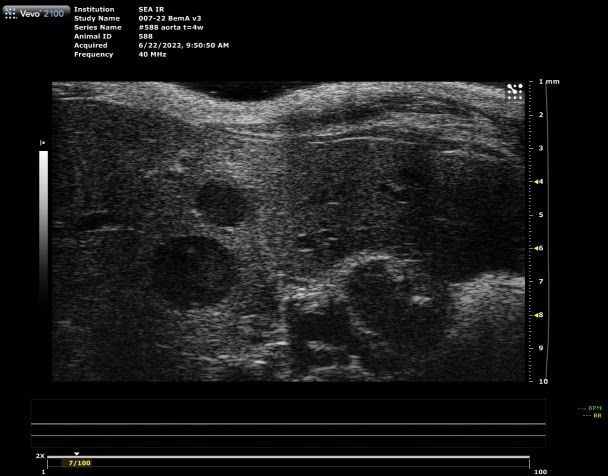 Vevo 2100
Institution SEA IR
Study Name 007-22 BemA v3
Series Name #588 aorta t=4w
Animal ID 588
Acquired 6/22/2022, 9:50:50 AM
Frequency 40 MHz
1 mm
2
3
4
5
6
7
8
9
10
--- BPM
--- RR
2X
7/100
1 100